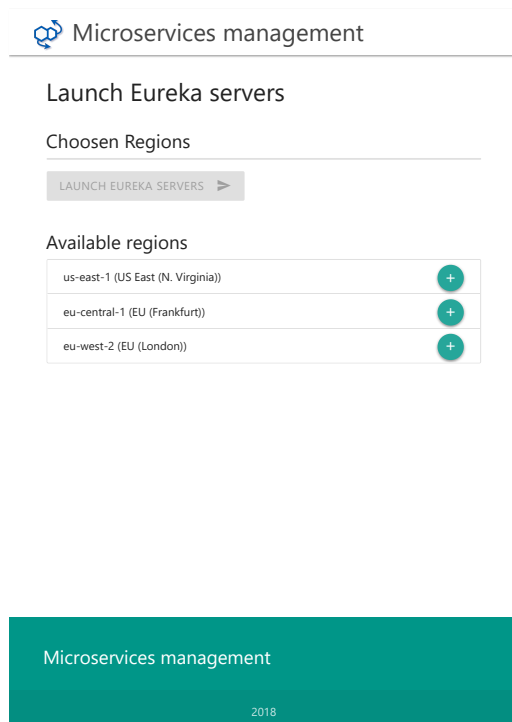 Microservices management
Launch Eureka servers
Choosen Regions
LAUNCH EUREKA SERVERS
Available regions
us-east-1 (US East (N. Virginia))
eu-central-1 (EU (Frankfurt))
eu-west-2 (EU (London))
Microservices management
2018